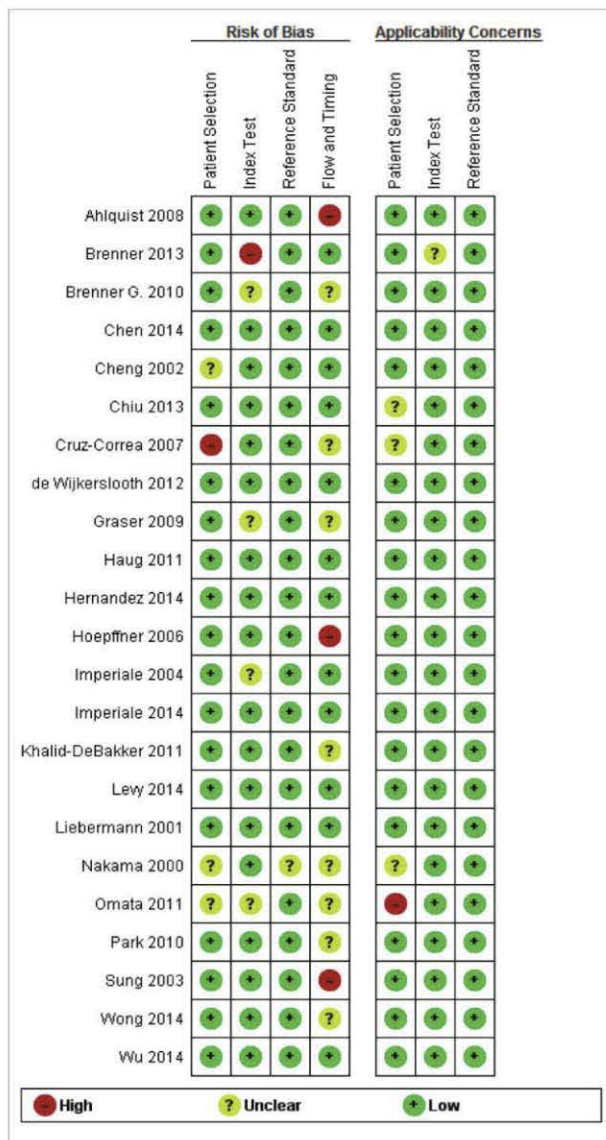 Risk of Bias Applicability Concerns
Patient Selection Index Test Reference Standard Flow and Timing Patient Selection Index Test Reference Standard
Ahlquist 2008 + + + – + + +
Brenner 2013 + – + + + ? +
Brenner G. 2010 + ? + ? + + +
Chen 2014 + + + + + + +
Cheng 2002 ? + + + + + +
Chiu 2013 + + + + ? + +
Cruz-Correa 2007 – + + ? ? + +
de Wijkerslooth 2012 + + + + + + +
Graser 2009 + ? + ? + + +
Haug 2011 + + + + + + +
Hernandez 2014 + + + + + + +
Hoepffner 2006 + + + – + + +
Imperiale 2004 + ? + + + + +
Imperiale 2014 + + + + + + +
Khalid-DeBakker 2011 + + + ? + + +
Levy 2014 + + + + + + +
Liebermann 2001 + + + + + + +
Nakama 2000 ? + ? ? ? + +
Omata 2011 ? ? + ? – + +
Park 2010 + + + ? + + +
Sung 2003 + + + – + + +
Wong 2014 + + + ? + + +
Wu 2014 + + + + + + +
– High ? Unclear + Low